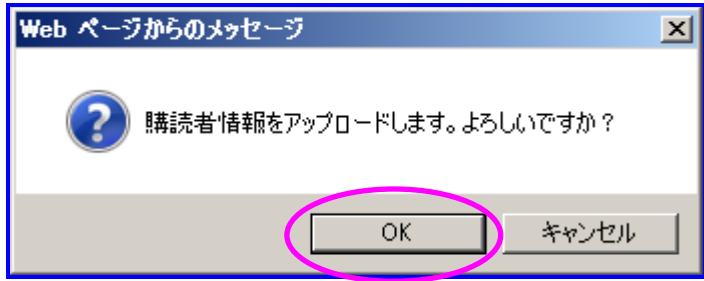 Web ページからのメッセージ
購読者情報をアップロードします。よろしいですか？
OK
キャンセル